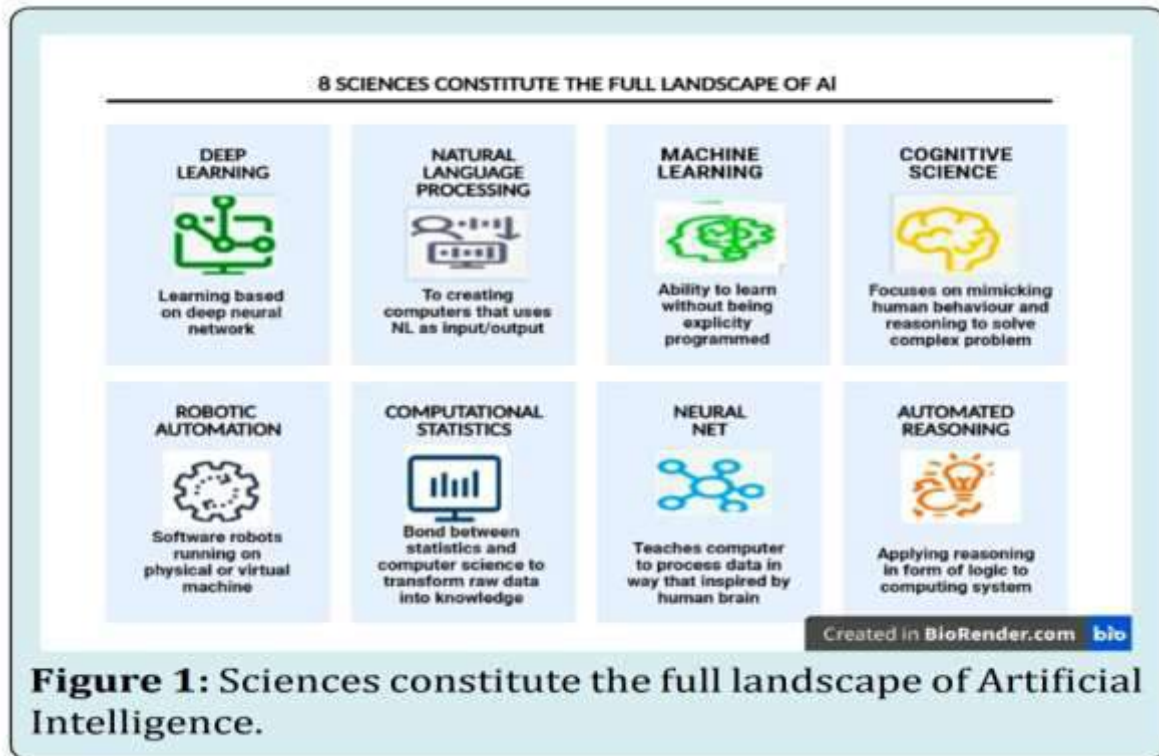 8 SCIENCES CONSTITUTE THE FULL LANDSCAPE OF AI
DEEP
LEARNING
Learning based
on deep neural
network
NATURAL
LANGUAGE
PROCESSING
To creating
computers that uses
NL as input/output
MACHINE
LEARNING
Ability to learn
without being
explicity
programmed
COGNITIVE
SCIENCE
Focuses on mimicking
human behaviour and
reasoning to solve
complex problem
ROBOTIC
AUTOMATION
Software robots
running on
physical or virtual
machine
COMPUTATIONAL
STATISTICS
Bond between
statistics and
computer science to
transform raw data
into knowledge
NEURAL
NET
Teaches computer
to process data in
way that inspired by
human brain
AUTOMATED
REASONING
Applying reasoning
in form of logic to
computing system
Created in BioRender.com bio
Figure 1: Sciences constitute the full landscape of Artificial
Intelligence.